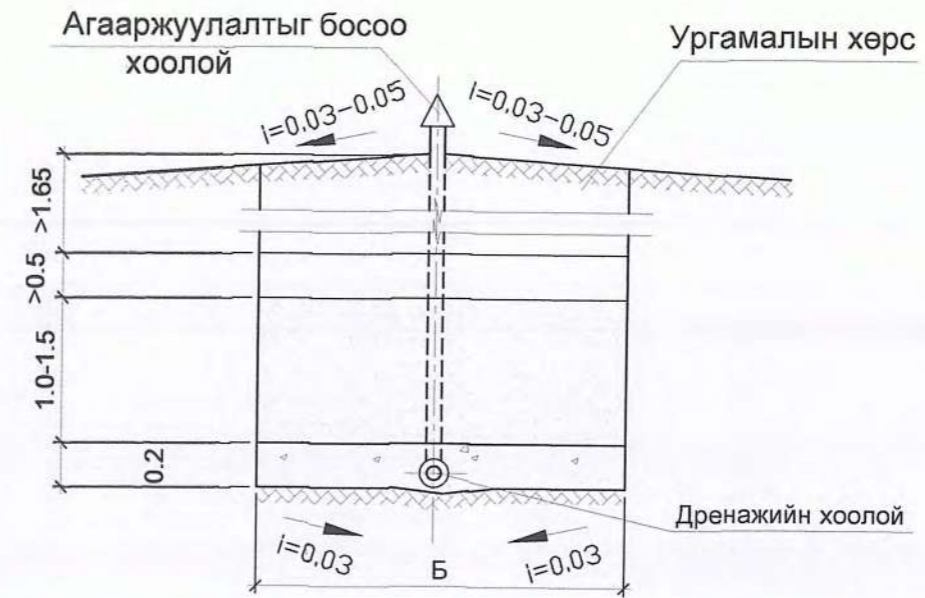 Агааржуулалтыг босоо
хоолой
Ургамалын хөрс
i=0,03-0,05
i=0,03-0,05
>1.65
>0.5
1.0-1.5
0.2
Дренажийн хоолой
i=0,03
Б
i=0,03